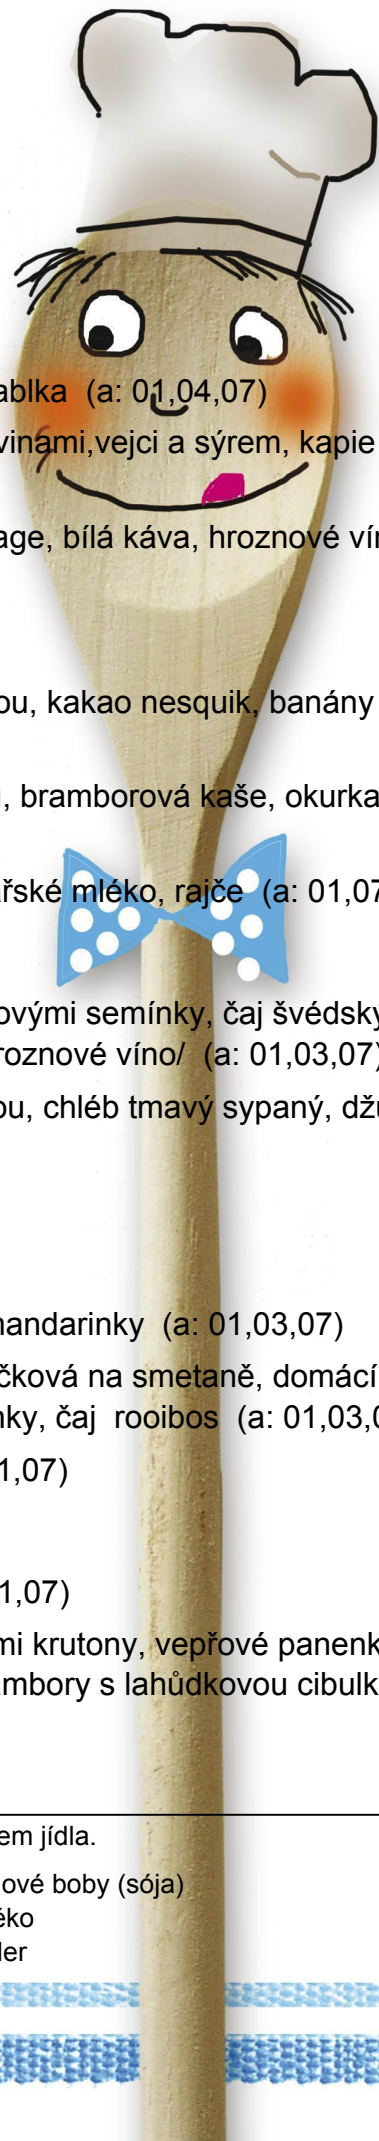 ablka (a: 01,04,07)
vinami,vejci a sýrem, kapie
age, bílá káva, hroznové vín
ou, kakao nesquik, banány
, bramborová kaše, okurka
řské mléko, rajče (a: 01,07
ovými semínky, čaj švédský
roznové víno/ (a: 01,03,07)
ou, chléb tmavý sypaný, džu
nandarinky (a: 01,03,07)
čková na smetaně, domácí
nky, čaj rooibos (a: 01,03,0
1,07)
1,07)
mi krutony, vepřové panenk
ambory s lahůdkovou cibulk
em jídla.
ové boby (sója)
éko
ler